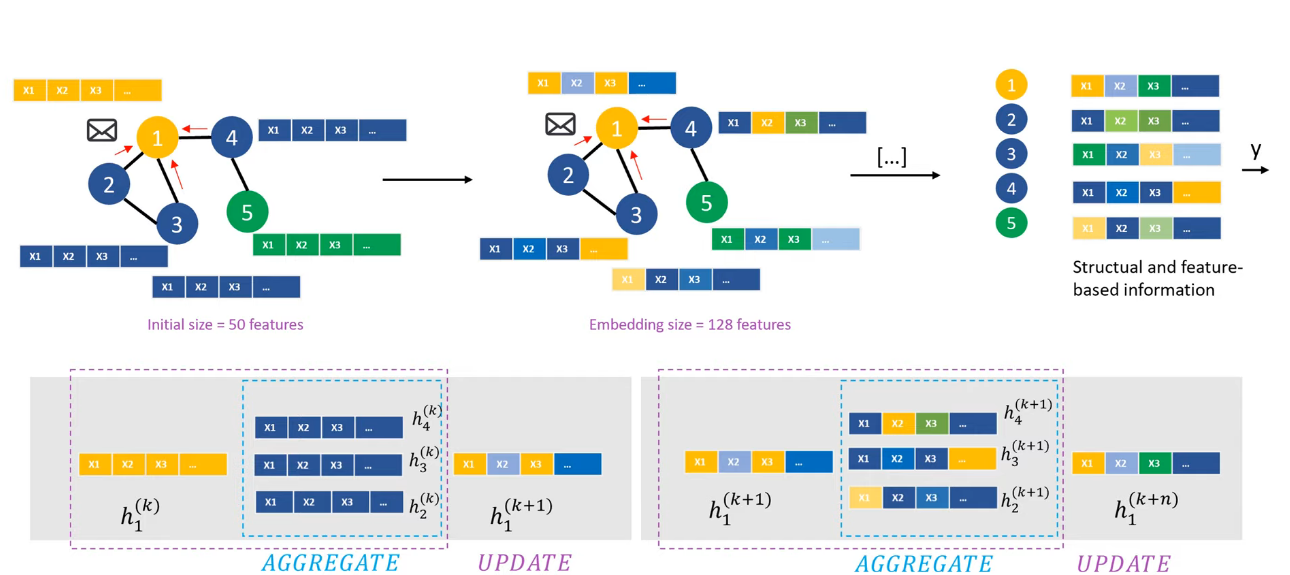 X1 X2 X3 ...
1
4
X1 X2 X3 ...
2
3
5
X1 X2 X3 ...
X1 X2 X3 ...
X1 X2 X3 ...
Initial size = 50 features
X1 X2 X3 ...
1
4
X1 X2 X3 ...
2
3
5
X1 X2 X3 ...
X1 X2 X3 ...
X1 X2 X3 ...
Embedding size = 128 features
[...]
1 X1 X2 X3 ...
2 X1 X2 X3 ...
3 X1 X2 X3 ...
4 X1 X2 X3 ...
5 X1 X2 X3 ...
y
Structual and feature-
based information
X1 X2 X3 ...
h_1^(k)
X1 X2 X3 ... h_4^(k)
X1 X2 X3 ... h_3^(k)
X1 X2 X3 ... h_2^(k)
X1 X2 X3 ...
h_1^(k+1)
AGGREGATE
UPDATE
X1 X2 X3 ...
h_1^(k+1)
X1 X2 X3 ... h_4^(k+1)
X1 X2 X3 ... h_3^(k+1)
X1 X2 X3 ... h_2^(k+1)
X1 X2 X3 ...
h_1^(k+n)
AGGREGATE
UPDATE